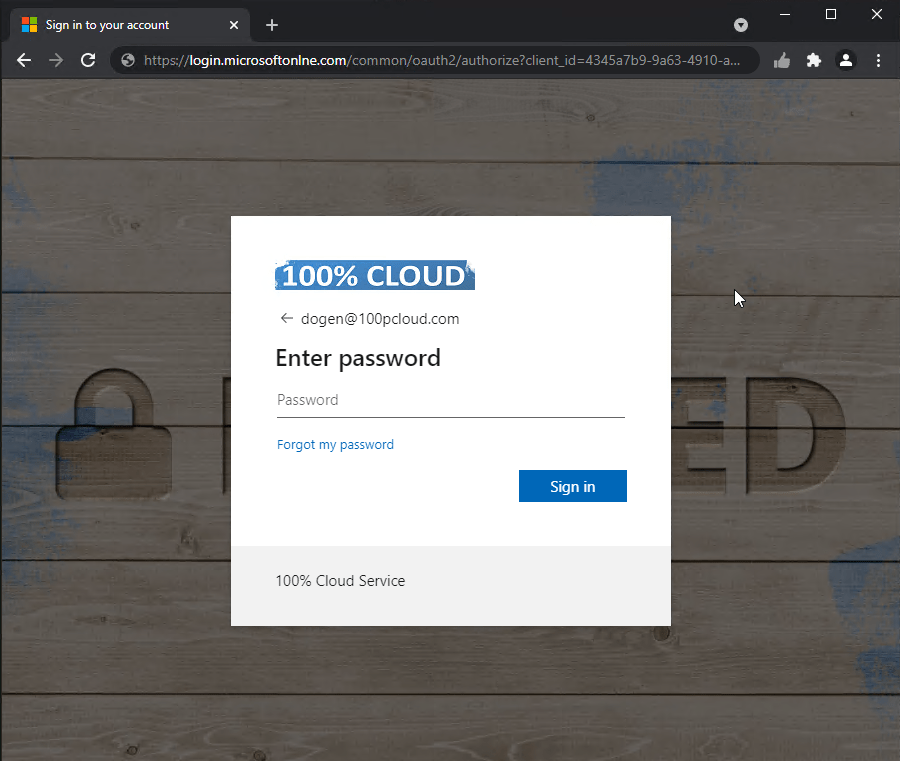 Sign in to your account
https://login.microsoftonlne.com/common/oauth2/authorize?client_id=4345a7b9-9a63-4910-a...
100% CLOUD
dogen@100pcloud.com
Enter password
Password
Forgot my password
Sign in
100% Cloud Service